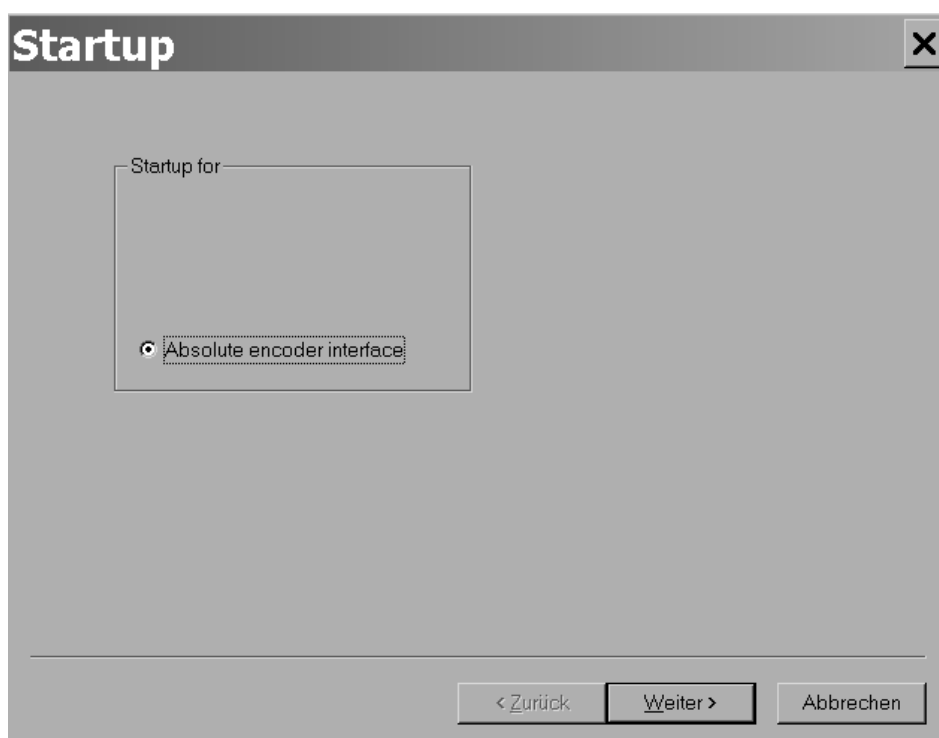 Startup
Startup for
Absolute encoder interface
< Zurück
Weiter >
Abbrechen